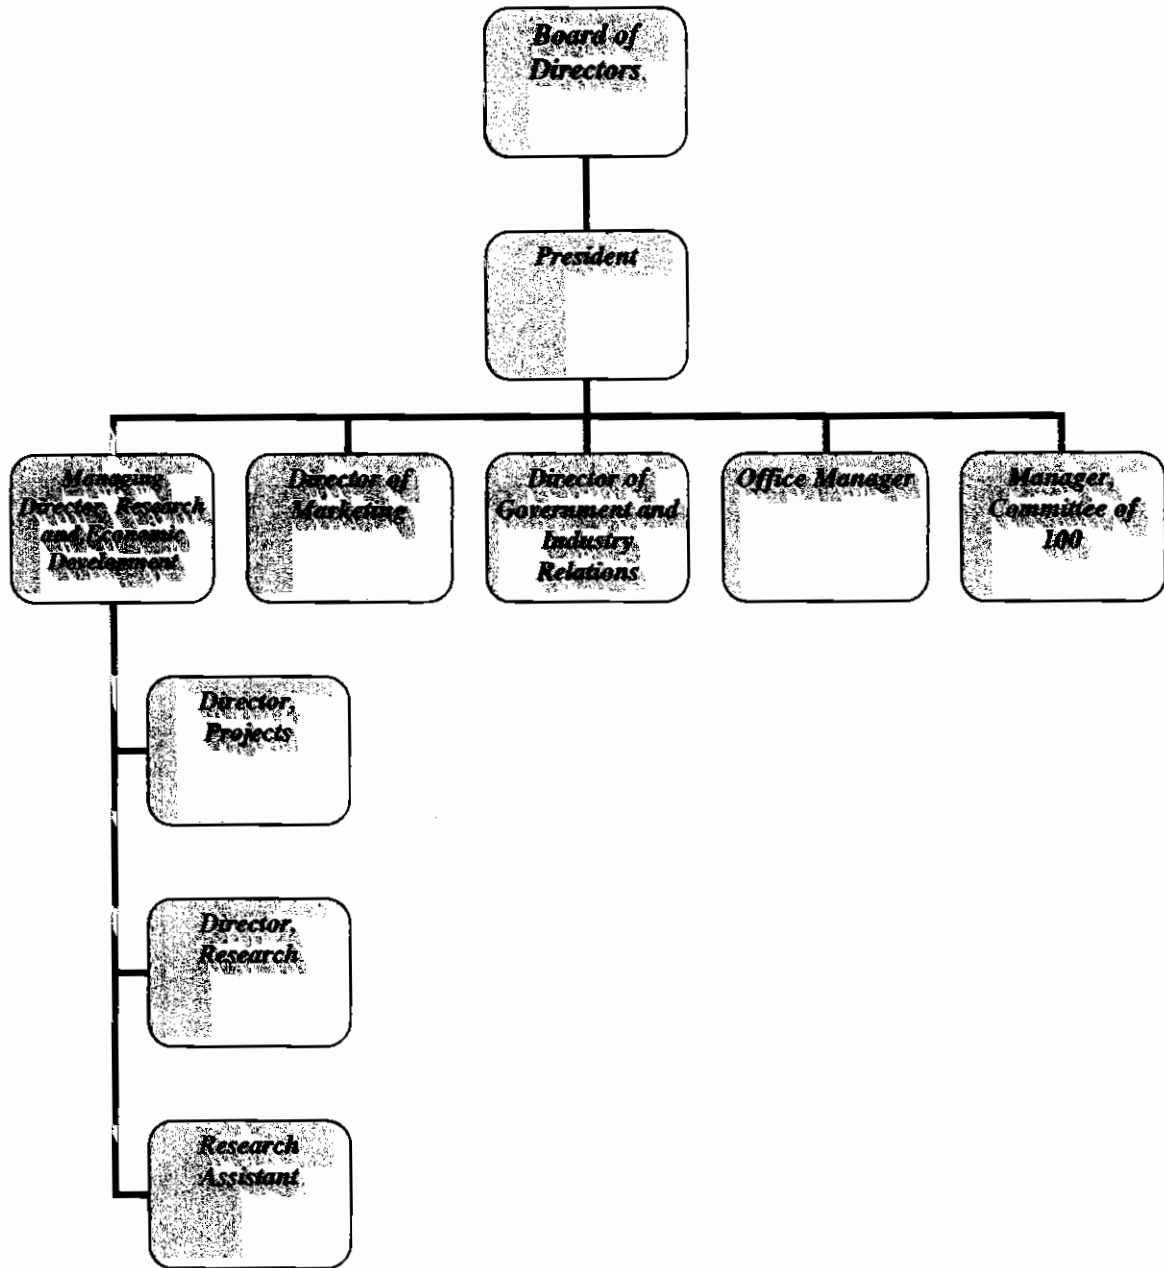 Board of
Directors
President
Managing
Director, Research
and Economic
Development
Director of
Marketing
Director of
Government and
Industry
Relations
Office Manager
Manager,
Committee of
100
Director,
Projects
Director,
Research
Research
Assistant